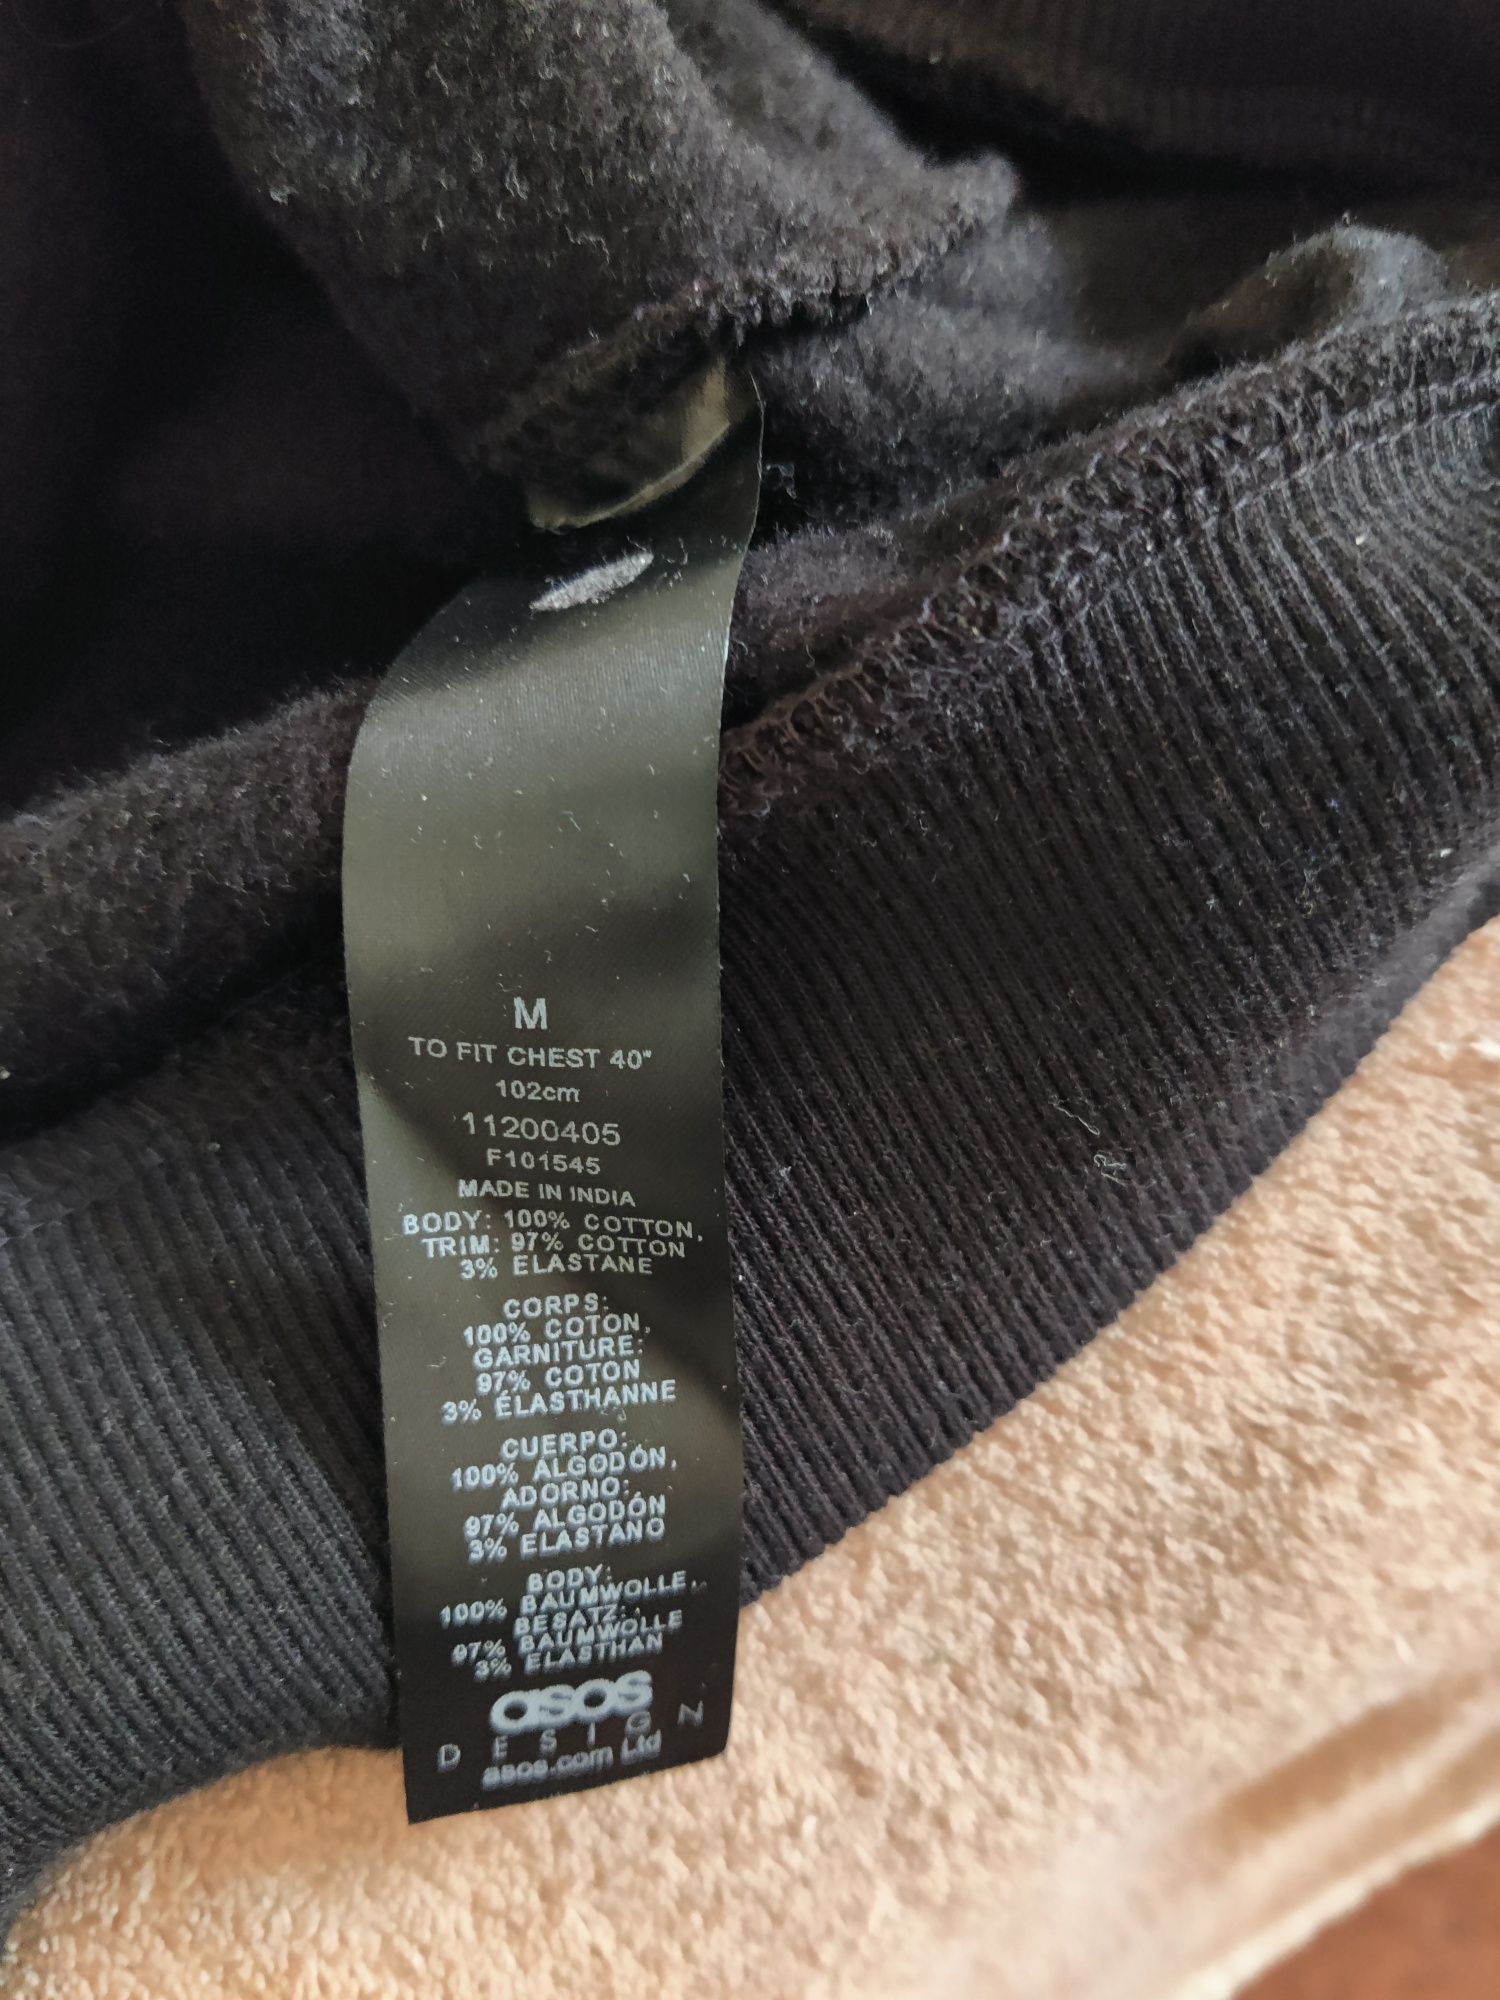 M
TO FIT CHEST 40"
102cm
11200405
F101545
MADE IN INDIA
BODY: 100% COTTON,
TRIM: 97% COTTON
3% ELASTANE
CORPS:
100% COTON,
GARNITURE:
97% COTON
3% ÉLASTHANNE
CUERPO:
100% ALGODÓN,
ADORNO:
97% ALGODÓN
3% ELASTANO
BODY:
100% BAUMWOLLE,
BESATZ:
97% BAUMWOLLE
3% ELASTHAN
asos
DESIGN
asos.com Ltd